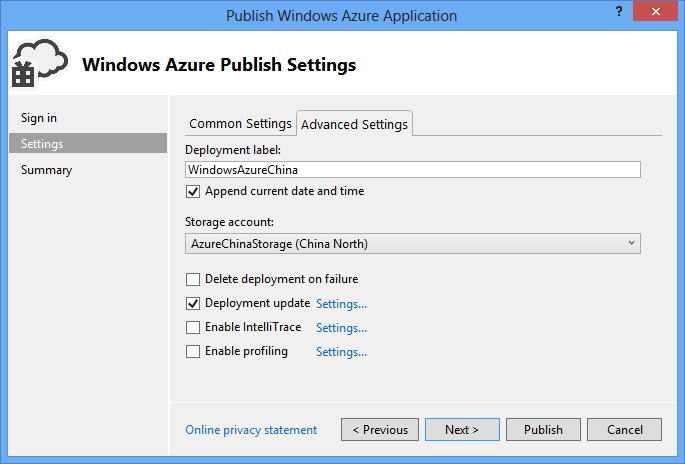 Publish Windows Azure Application
?
Windows Azure Publish Settings
Sign in
Settings
Summary
Common Settings
Advanced Settings
Deployment label:
WindowsAzureChina
Append current date and time
Storage account:
AzureChinaStorage (China North)
Delete deployment on failure
Deployment update Settings...
Enable IntelliTrace Settings...
Enable profiling Settings...
Online privacy statement
< Previous
Next >
Publish
Cancel